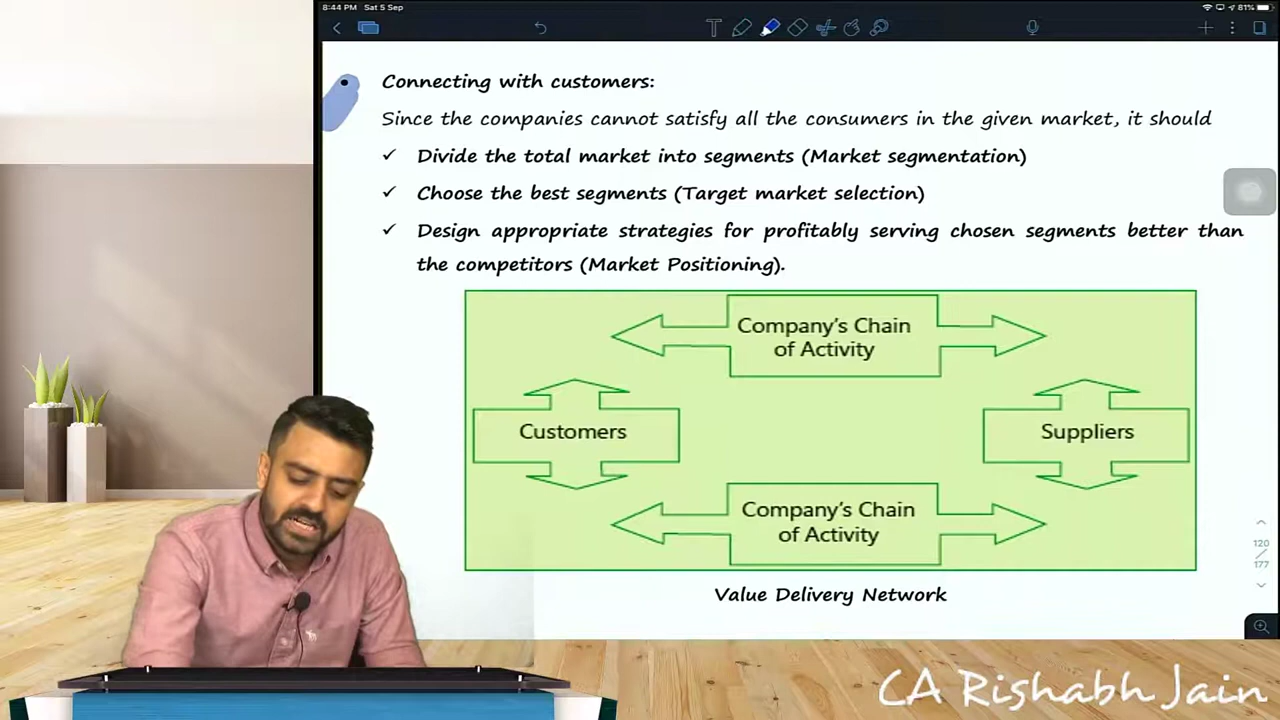 8:44 PM Sat 5 Sep
81%
T
Connecting with customers:
Since the companies cannot satisfy all the consumers in the given market, it should
✓ Divide the total market into segments (Market segmentation)
✓ Choose the best segments (Target market selection)
✓ Design appropriate strategies for profitably serving chosen segments better than
the competitors (Market Positioning).
Company's Chain
of Activity
Customers
Suppliers
Company's Chain
of Activity
Value Delivery Network
120
/
177
CA Rishabh Jain